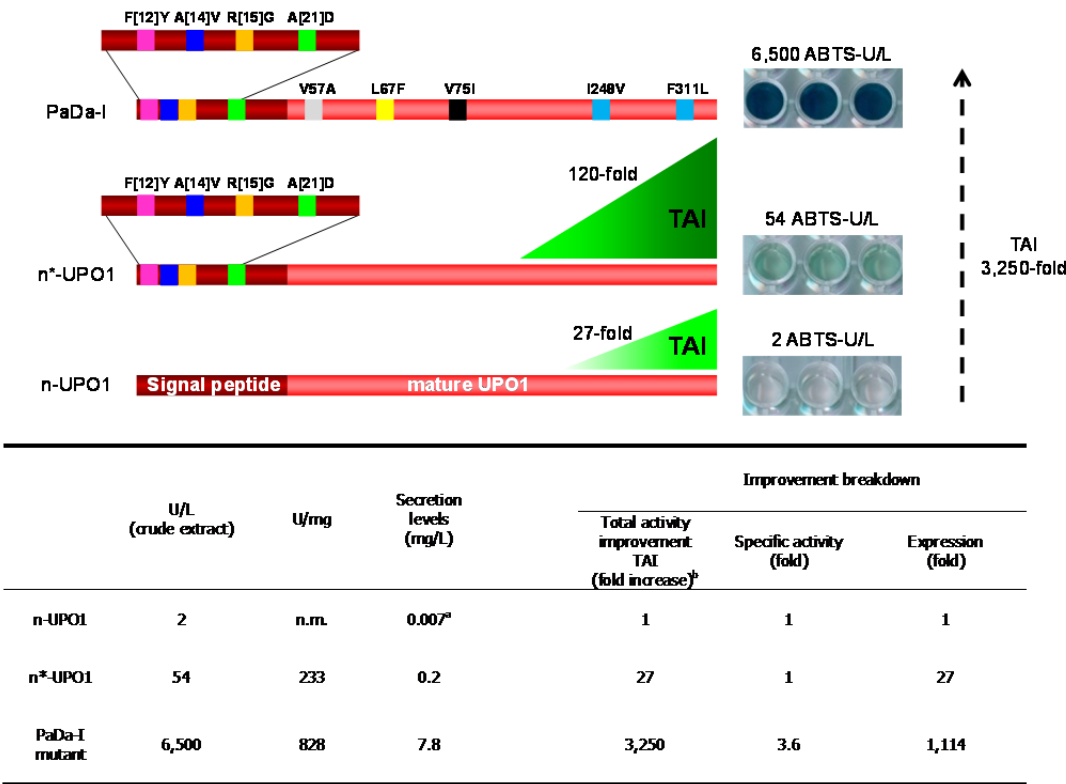 F[12]Y A[14]V R[15]G A[21]D
6,500 ABTS-U/L
V57A L67F V75I I248V F311L
PaDa-I
120-fold
F[12]Y A[14]V R[15]G A[21]D
TAI
54 ABTS-U/L
TAI
3,250-fold
n*-UPO1
27-fold
TAI
2 ABTS-U/L
n-UPO1
Signal peptide mature UPO1
Improvement breakdown
U/L
(crude extract)
U/mg
Secretion
levels
(mg/L)
Total activity
improvement
TAI
(fold increase)b
Specific activity
(fold)
Expression
(fold)
n-UPO1 2 n.m. 0.007a 1 1 1
n*-UPO1 54 233 0.2 27 1 27
PaDa-I
mutant
6,500 828 7.8 3,250 3.6 1,114